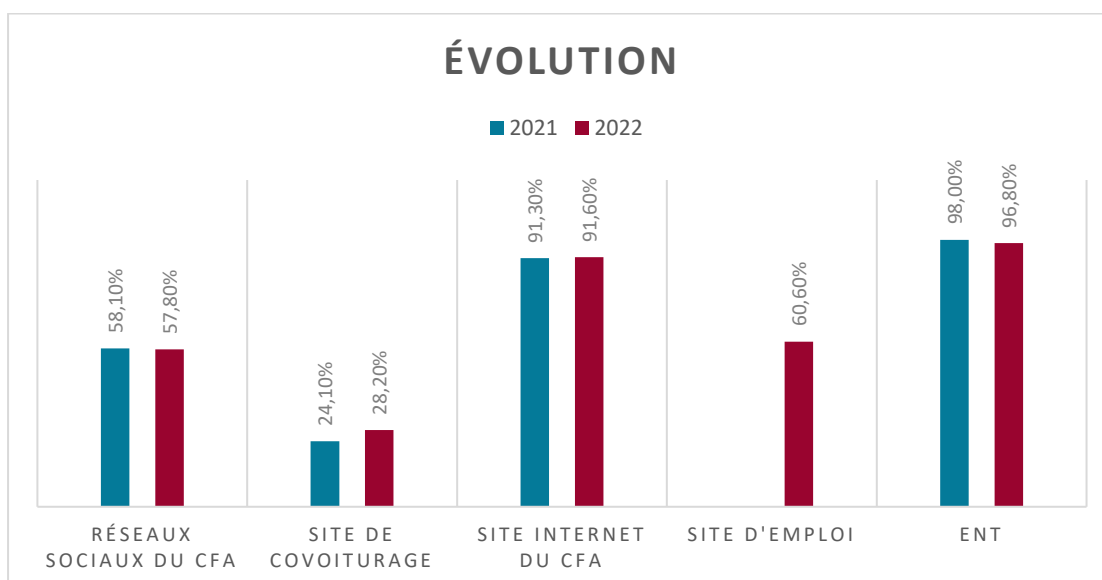 ÉVOLUTION
2021 2022
58,10%
57,80%
24,10%
28,20%
91,30%
91,60%
60,60%
98,00%
96,80%
RÉSEAUX
SOCIAUX DU CFA
SITE DE
COVOITURAGE
SITE INTERNET
DU CFA
SITE D'EMPLOI
ENT